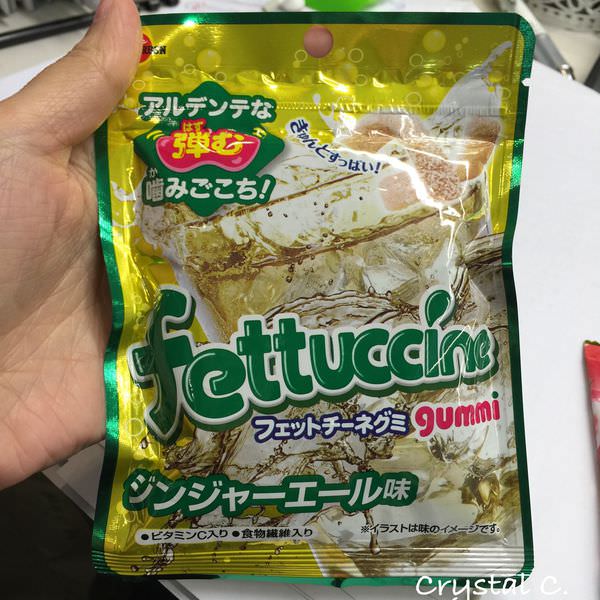 アルデンテな
弾む
はず
噛みごこち!
か
きゅんとすっぱい!
fettuccine
フェットチーネグミ gummi
ジンジャーエール味
●ビタミンC入り ●食物繊維入り
※イラストは味のイメージです。
Crystal C.